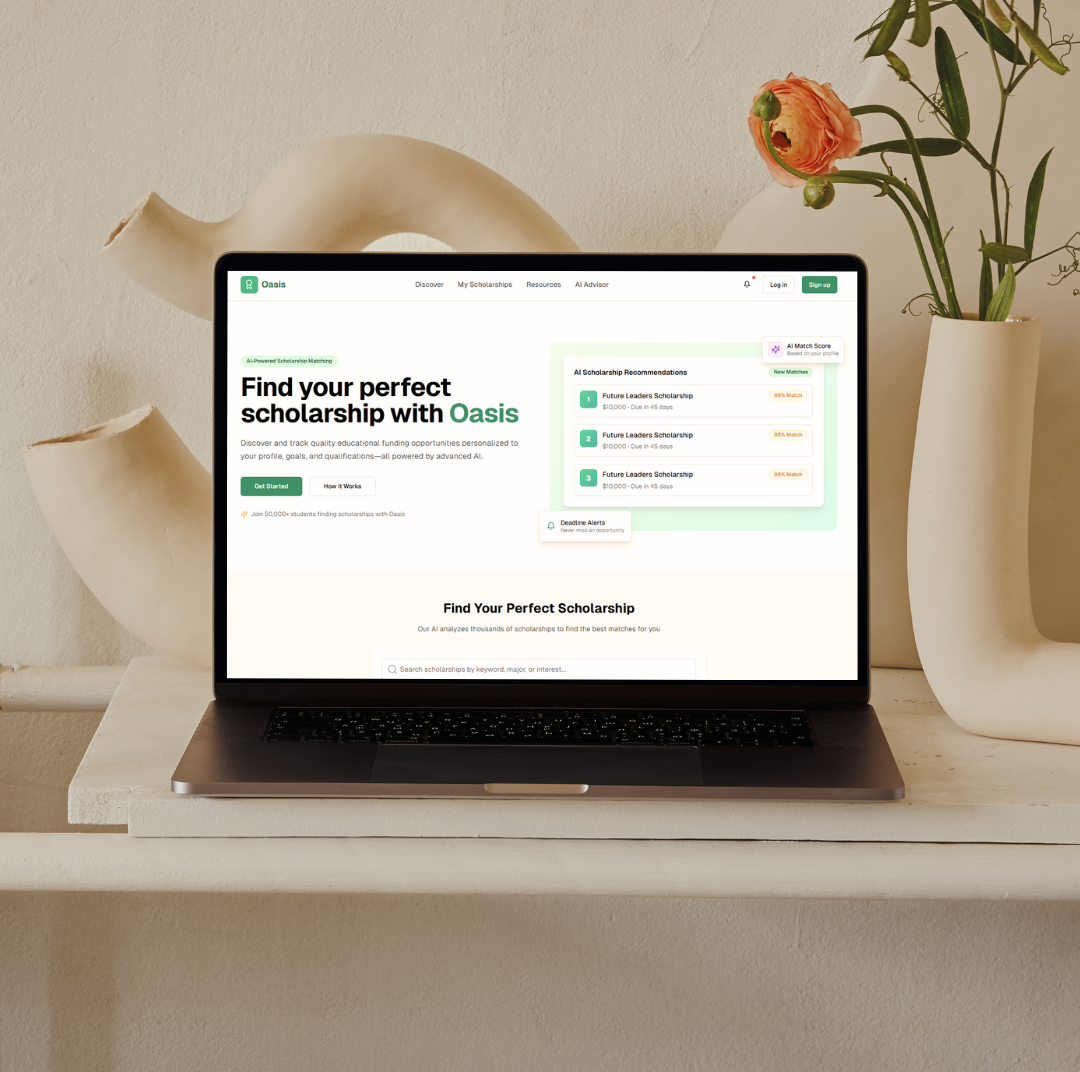 Oasis
Discover
My Scholarships
Resources
AI Advisor
Log in
Sign up
AI-Powered Scholarship Matching
Find your perfect
scholarship with Oasis
Discover and track quality educational funding opportunities personalized to
your profile, goals, and qualifications—all powered by advanced AI.
Get Started
How It Works
Join 50,000+ students finding scholarships with Oasis
AI Match Score
Based on your profile
AI Scholarship Recommendations
New Matches
1
Future Leaders Scholarship
$10,000 • Due in 45 days
98% Match
2
Future Leaders Scholarship
$10,000 • Due in 45 days
98% Match
3
Future Leaders Scholarship
$10,000 • Due in 45 days
98% Match
Deadline Alerts
Never miss an opportunity
Find Your Perfect Scholarship
Our AI analyzes thousands of scholarships to find the best matches for you
Search scholarships by keyword, major, or interest...